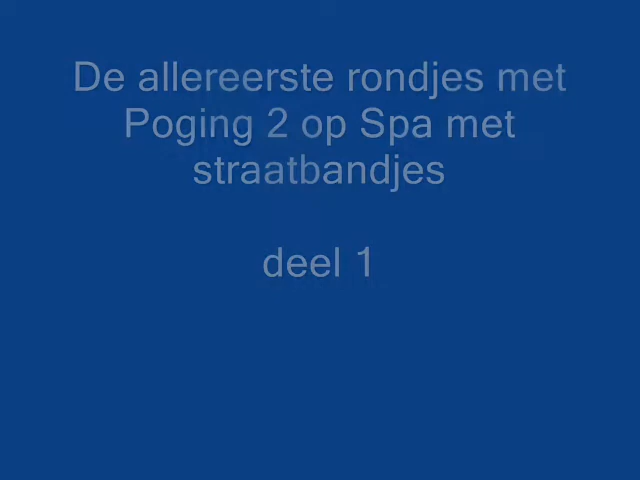 De allereerste rondjes met
Poging 2 op Spa met
straatbandjes
deel 1